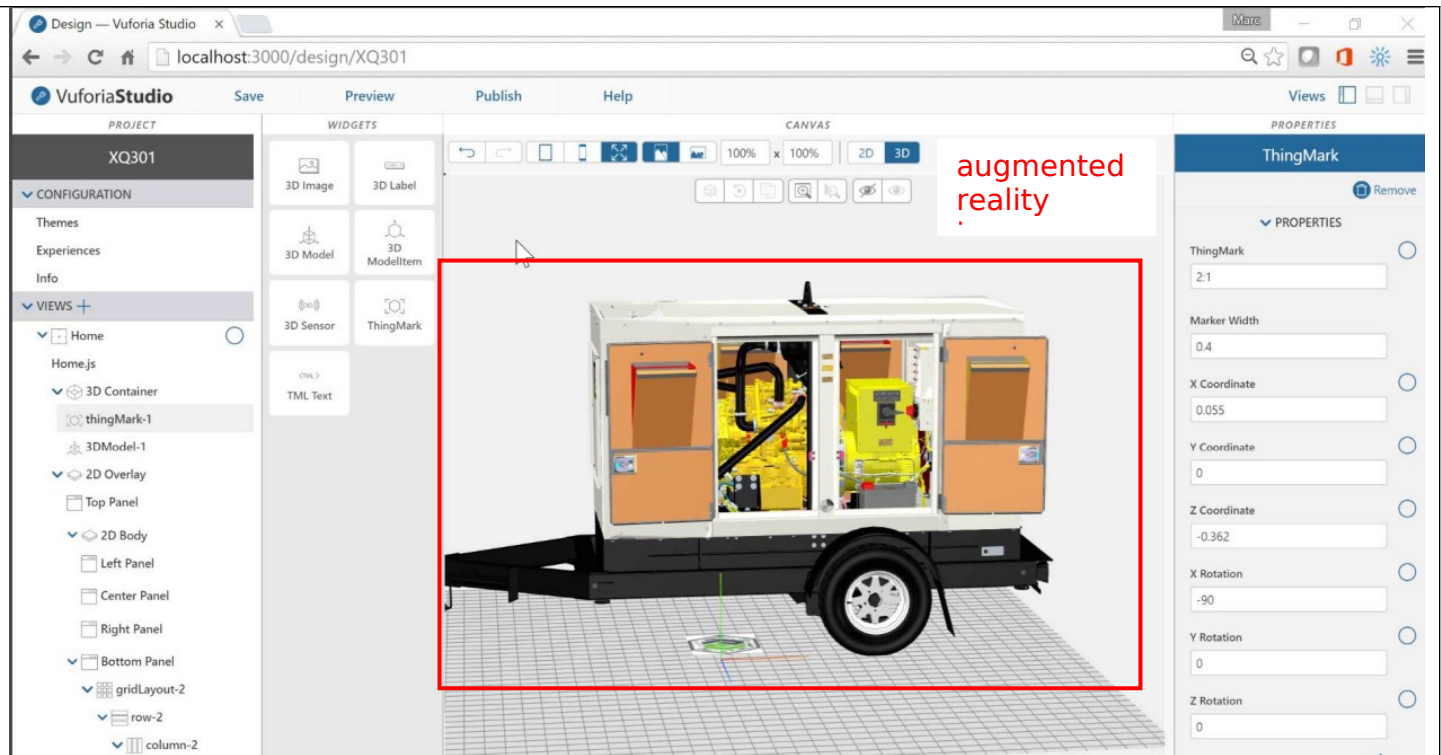 Design — Vuforia Studio
Marc
localhost:3000/design/XQ301
VuforiaStudio Save Preview Publish Help Views
PROJECT WIDGETS CANVAS PROPERTIES
XQ301
100% x 100% 2D 3D
augmented
reality
ThingMark
Remove
CONFIGURATION
Themes
Experiences
Info
VIEWS
Home
Home.js
3D Container
thingMark-1
3DModel-1
2D Overlay
Top Panel
2D Body
Left Panel
Center Panel
Right Panel
Bottom Panel
gridLayout-2
row-2
column-2
3D Image
3D Label
3D Model
3D
ModelItem
3D Sensor
ThingMark
TML Text
PROPERTIES
ThingMark
2:1
Marker Width
0.4
X Coordinate
0.055
Y Coordinate
0
Z Coordinate
-0.362
X Rotation
-90
Y Rotation
0
Z Rotation
0